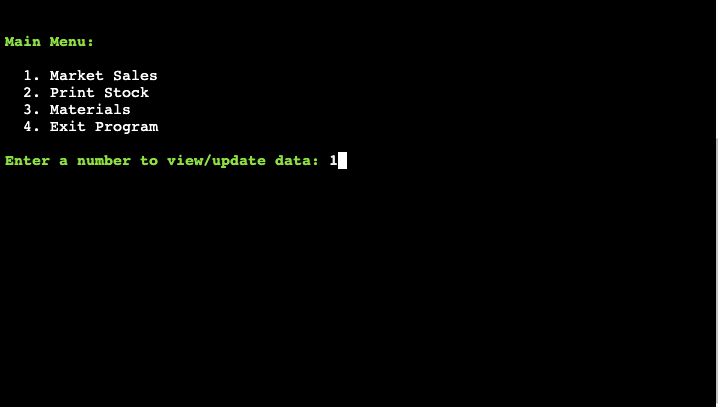 Main Menu:
1. Market Sales
2. Print Stock
3. Materials
4. Exit Program
Enter a number to view/update data: 1